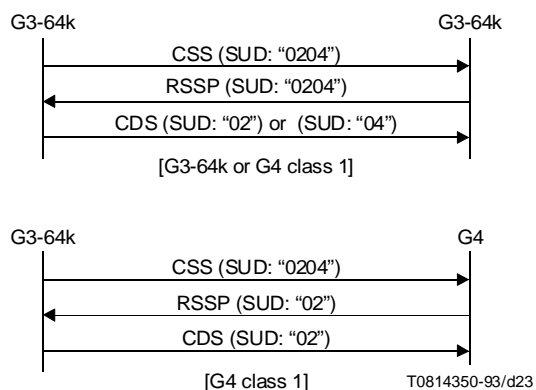 G3-64k G3-64k
CSS (SUD: “0204”)
RSSP (SUD: “0204”)
CDS (SUD: “02”) or (SUD: “04”)
[G3-64k or G4 class 1]
G3-64k G4
CSS (SUD: “0204”)
RSSP (SUD: “02”)
CDS (SUD: “02”)
[G4 class 1] T0814350-93/d23